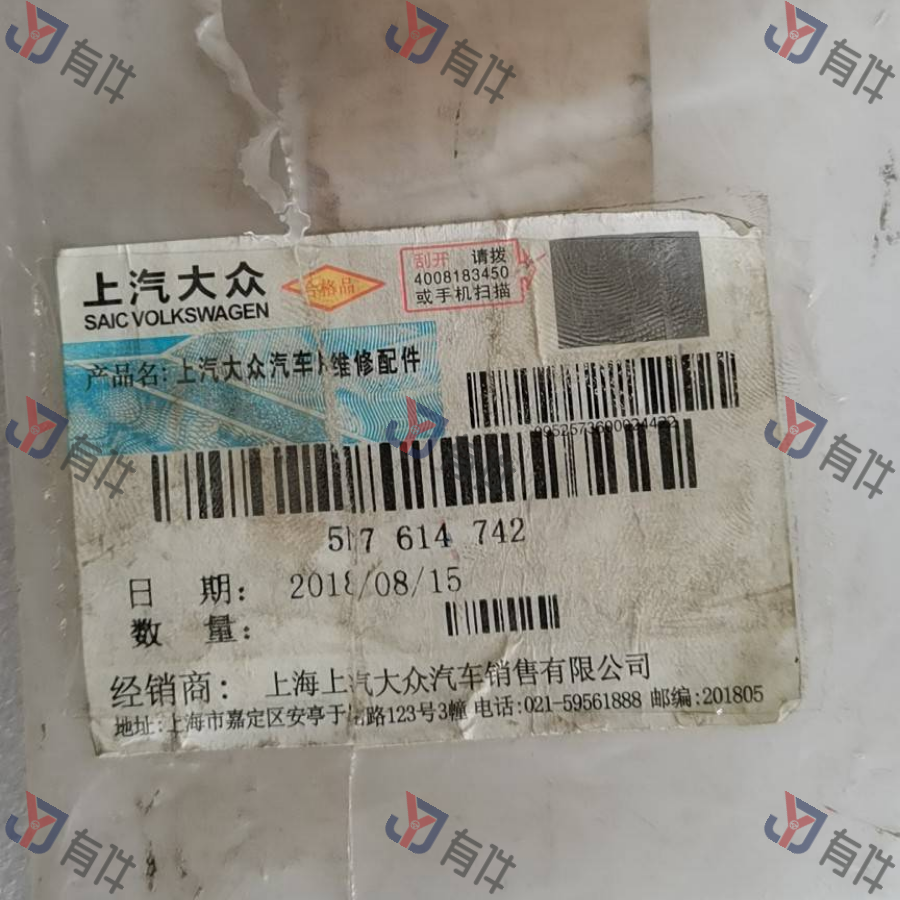 有件
有件
有件
上汽大众
SAIC VOLKSWAGEN
合格品
刮开 请拨
4008183450
或手机扫描
产品名: 上汽大众汽车 维修配件
有件
有件
有件
614 742
日 期: 2018/08/15
数 量:
经销商: 上海上汽大众汽车销售有限公司
地址:上海市嘉定区安亭于 路123号3幢 电话:021-59561888 邮编:201805
有件
有件
有件